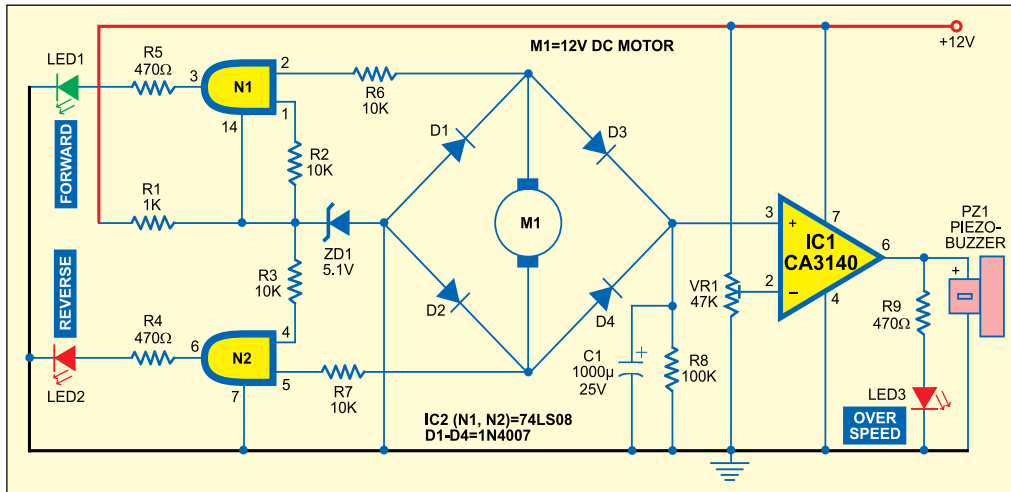 +12V
M1=12V DC MOTOR
LED1
R5
470Ω
3
N1
2
1
14
R6
10K
FORWARD
R2
10K
R1
1K
ZD1
5.1V
D1
D3
M1
D2
D4
REVERSE
R3
10K
R4
470Ω
6
N2
4
5
7
R7
10K
LED2
C1
1000µ
25V
+
R8
100K
VR1
47K
3
+
2
–
IC1
CA3140
7
6
4
PZ1
PIEZO-
BUZZER
+
R9
470Ω
LED3
OVER
SPEED
IC2 (N1, N2)=74LS08
D1-D4=1N4007